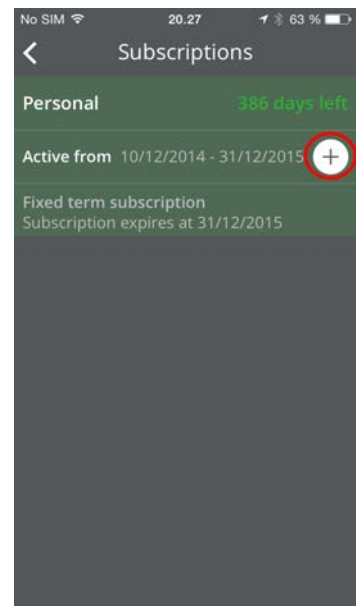 No SIM 20.27 63 %
Subscriptions
Personal 386 days left
Active from 10/12/2014 - 31/12/2015
Fixed term subscription
Subscription expires at 31/12/2015